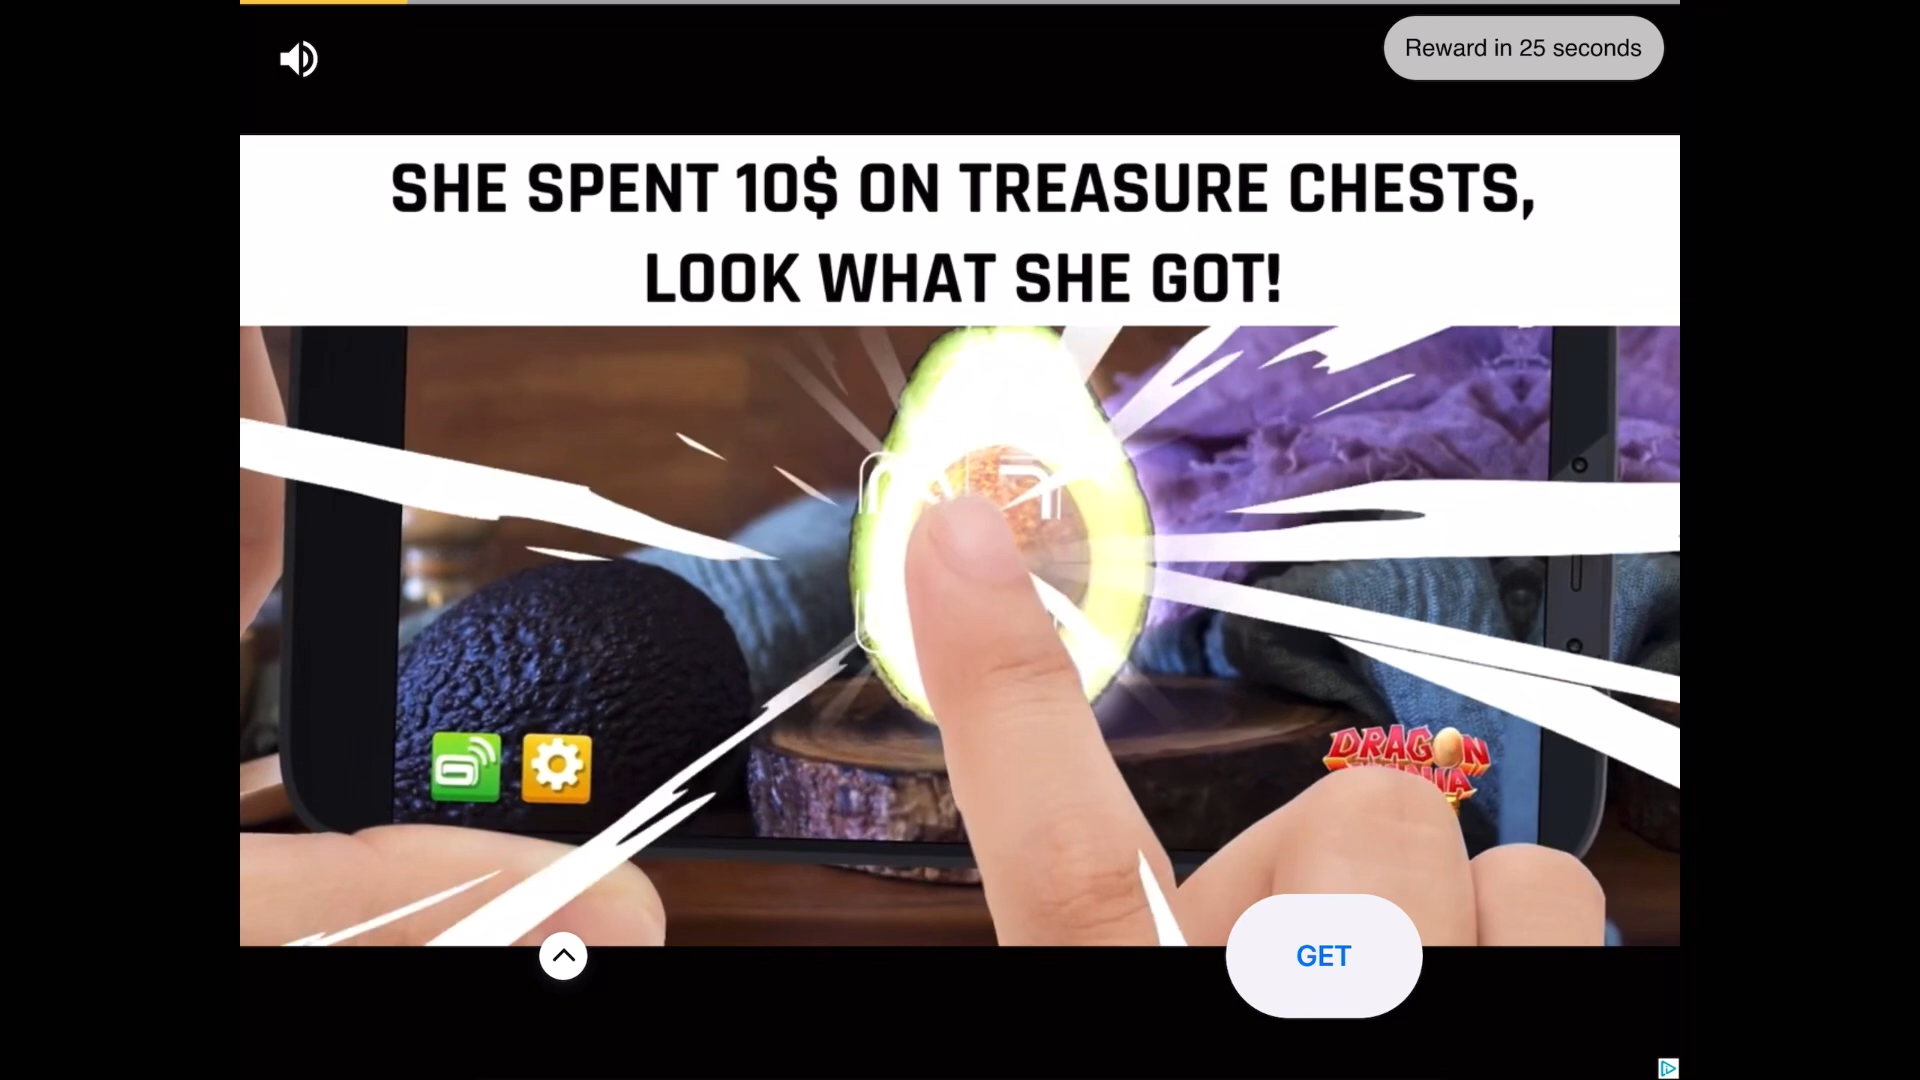 Reward in 25 seconds
SHE SPENT 10$ ON TREASURE CHESTS,
LOOK WHAT SHE GOT!
DRAGON
GET